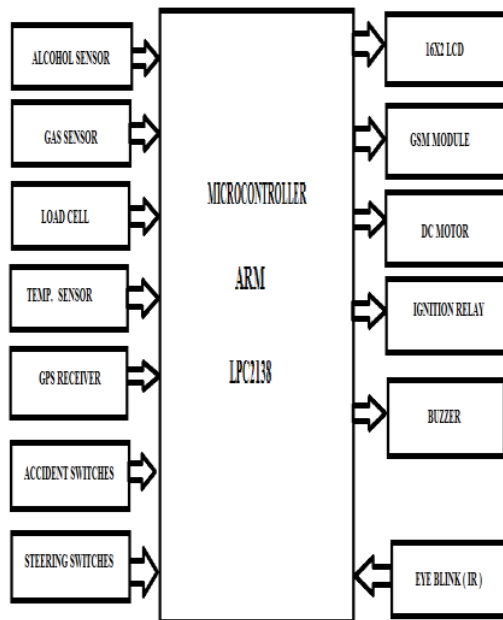 ALCOHOL SENSOR
GAS SENSOR
LOAD CELL
TEMP. SENSOR
GPS RECEIVER
ACCIDENT SWITCHES
STEERING SWITCHES
MICROCONTROLLER
ARM
LPC2138
16X2 LCD
GSM MODULE
DC MOTOR
IGNITION RELAY
BUZZER
EYE BLINK ( IR )